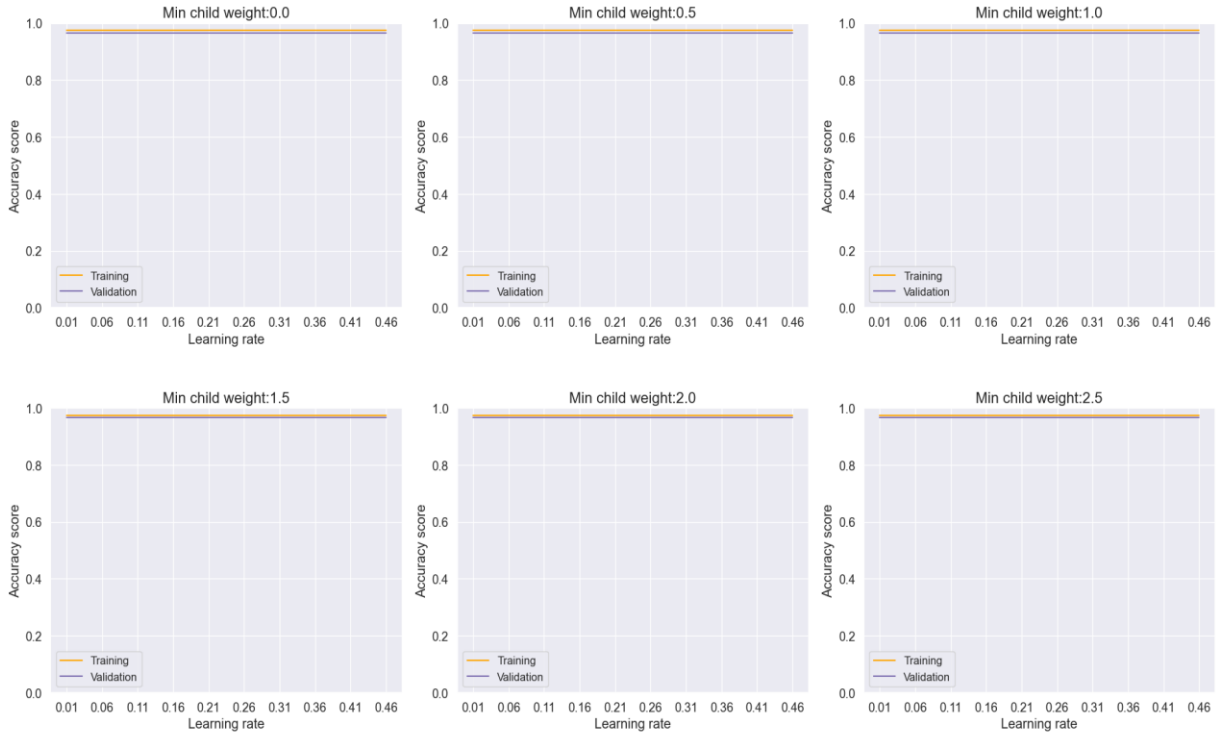 Min child weight:0.0
1.0
0.8
0.6
0.4
0.2
0.0
Accuracy score
Training
Validation
0.01 0.06 0.11 0.16 0.21 0.26 0.31 0.36 0.41 0.46
Learning rate
Min child weight:0.5
1.0
0.8
0.6
0.4
0.2
0.0
Accuracy score
Training
Validation
0.01 0.06 0.11 0.16 0.21 0.26 0.31 0.36 0.41 0.46
Learning rate
Min child weight:1.0
1.0
0.8
0.6
0.4
0.2
0.0
Accuracy score
Training
Validation
0.01 0.06 0.11 0.16 0.21 0.26 0.31 0.36 0.41 0.46
Learning rate
Min child weight:1.5
1.0
0.8
0.6
0.4
0.2
0.0
Accuracy score
Training
Validation
0.01 0.06 0.11 0.16 0.21 0.26 0.31 0.36 0.41 0.46
Learning rate
Min child weight:2.0
1.0
0.8
0.6
0.4
0.2
0.0
Accuracy score
Training
Validation
0.01 0.06 0.11 0.16 0.21 0.26 0.31 0.36 0.41 0.46
Learning rate
Min child weight:2.5
1.0
0.8
0.6
0.4
0.2
0.0
Accuracy score
Training
Validation
0.01 0.06 0.11 0.16 0.21 0.26 0.31 0.36 0.41 0.46
Learning rate